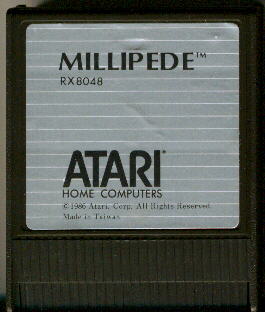 MILLIPEDE™
RX8048
ATARI®
HOME COMPUTERS
© 1986 Atari, Corp. All Rights Reserved.
Made in Taiwan